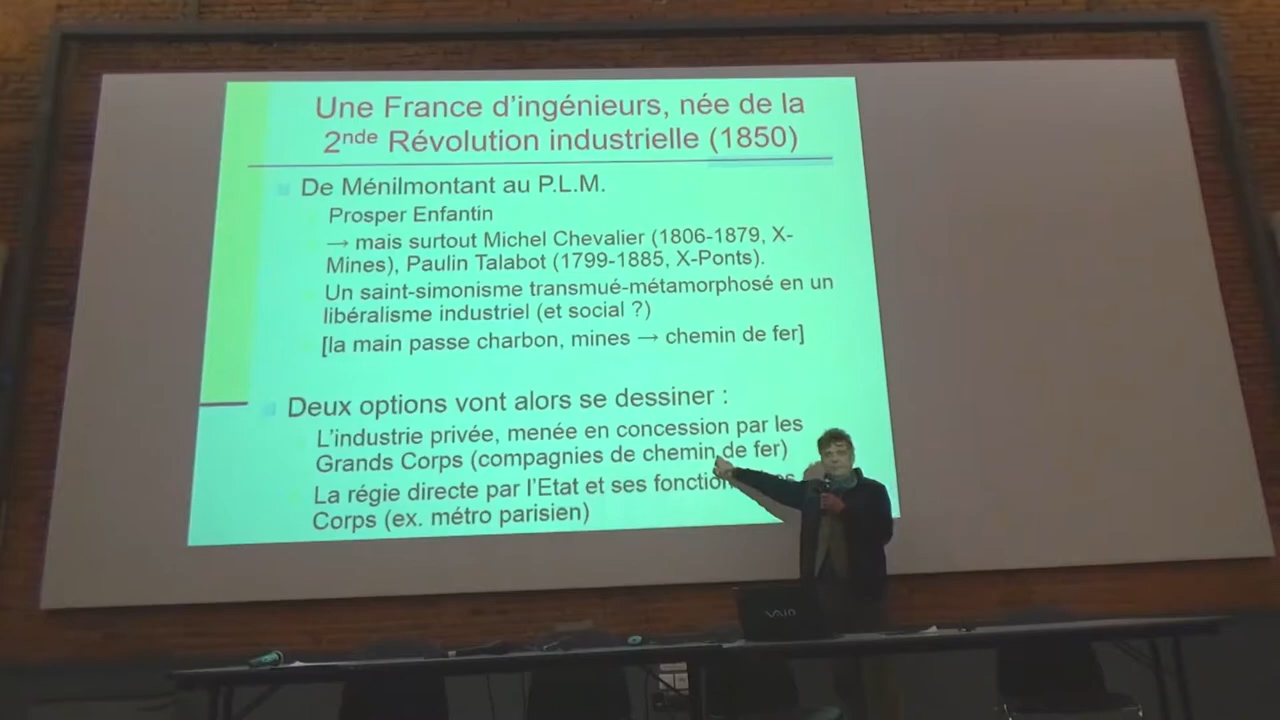 Une France d'ingénieurs, née de la
2nde Révolution industrielle (1850)
De Ménilmontant au P.L.M.
Prosper Enfantin
→ mais surtout Michel Chevalier (1806-1879, X-
Mines), Paulin Talabot (1799-1885, X-Ponts).
Un saint-simonisme transmué-métamorphosé en un
libéralisme industriel (et social ?)
[la main passe charbon, mines → chemin de fer]
Deux options vont alors se dessiner :
L'industrie privée, menée en concession par les
Grands Corps (compagnies de chemin de fer)
La régie directe par l'Etat et ses
Corps (ex. métro parisien)
VAIO